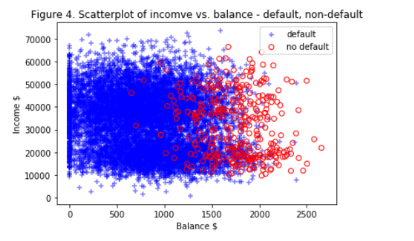 Figure 4. Scatterplot of incomve vs. balance - default, non-default
default
no default
70000
60000
50000
40000
30000
20000
10000
0
Income $
0 500 1000 1500 2000 2500
Balance $